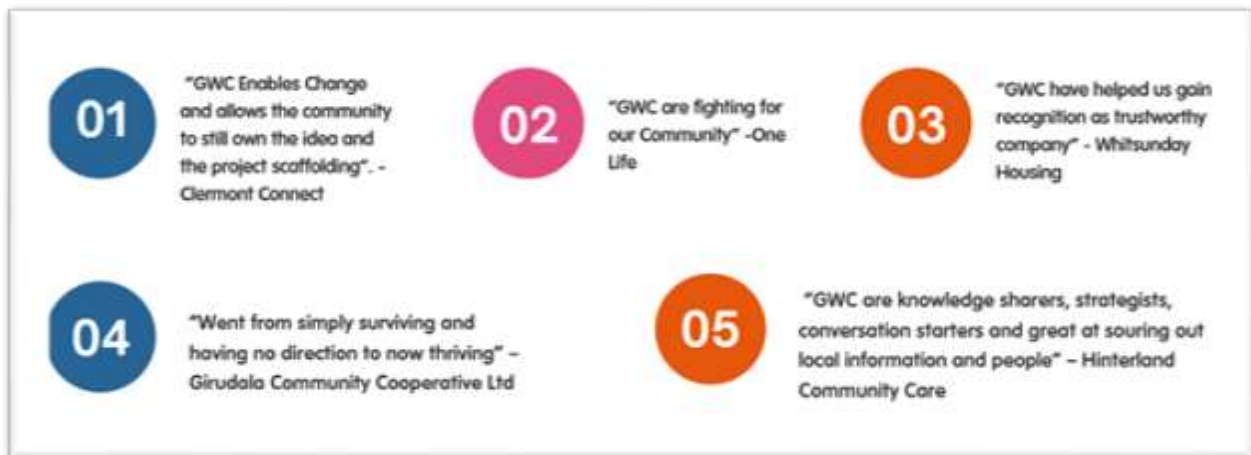 01
"GWC Enables Change
and allows the community
to still own the idea and
the project scaffolding". -
Clermont Connect
02
"GWC are fighting for
our Community" -One
Life
03
"GWC have helped us gain
recognition as trustworthy
company" - Whitsunday
Housing
04
"Went from simply surviving and
having no direction to now thriving" –
Girudala Community Cooperative Ltd
05
"GWC are knowledge sharers, strategists,
conversation starters and great at souring out
local information and people" – Hinterland
Community Care